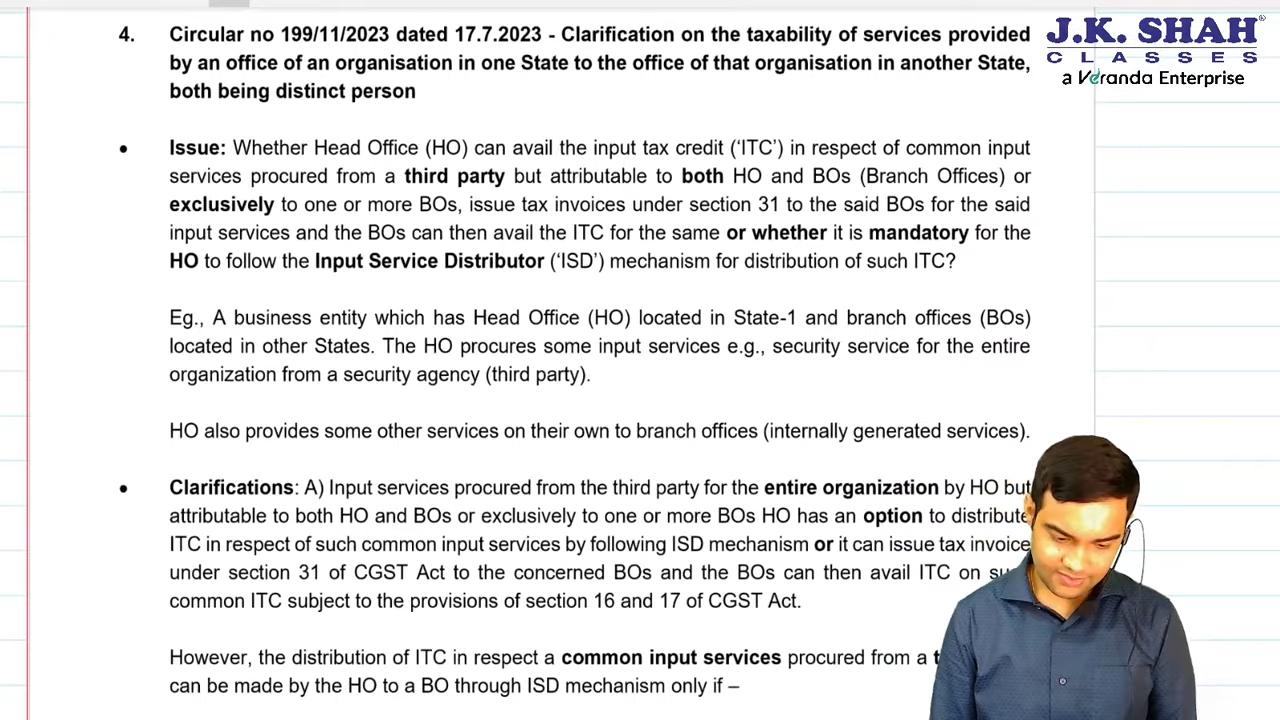 4. Circular no 199/11/2023 dated 17.7.2023 - Clarification on the taxability of services provided
by an office of an organisation in one State to the office of that organisation in another State,
both being distinct person
J.K. SHAH
CLASSES
a Veranda Enterprise
• Issue: Whether Head Office (HO) can avail the input tax credit (‘ITC’) in respect of common input
services procured from a third party but attributable to both HO and BOs (Branch Offices) or
exclusively to one or more BOs, issue tax invoices under section 31 to the said BOs for the said
input services and the BOs can then avail the ITC for the same or whether it is mandatory for the
HO to follow the Input Service Distributor (‘ISD’) mechanism for distribution of such ITC?
Eg., A business entity which has Head Office (HO) located in State-1 and branch offices (BOs)
located in other States. The HO procures some input services e.g., security service for the entire
organization from a security agency (third party).
HO also provides some other services on their own to branch offices (internally generated services).
• Clarifications: A) Input services procured from the third party for the entire organization by HO but
attributable to both HO and BOs or exclusively to one or more BOs HO has an option to distribute
ITC in respect of such common input services by following ISD mechanism or it can issue tax invoice
under section 31 of CGST Act to the concerned BOs and the BOs can then avail ITC on
common ITC subject to the provisions of section 16 and 17 of CGST Act.
However, the distribution of ITC in respect a common input services procured from a
can be made by the HO to a BO through ISD mechanism only if –